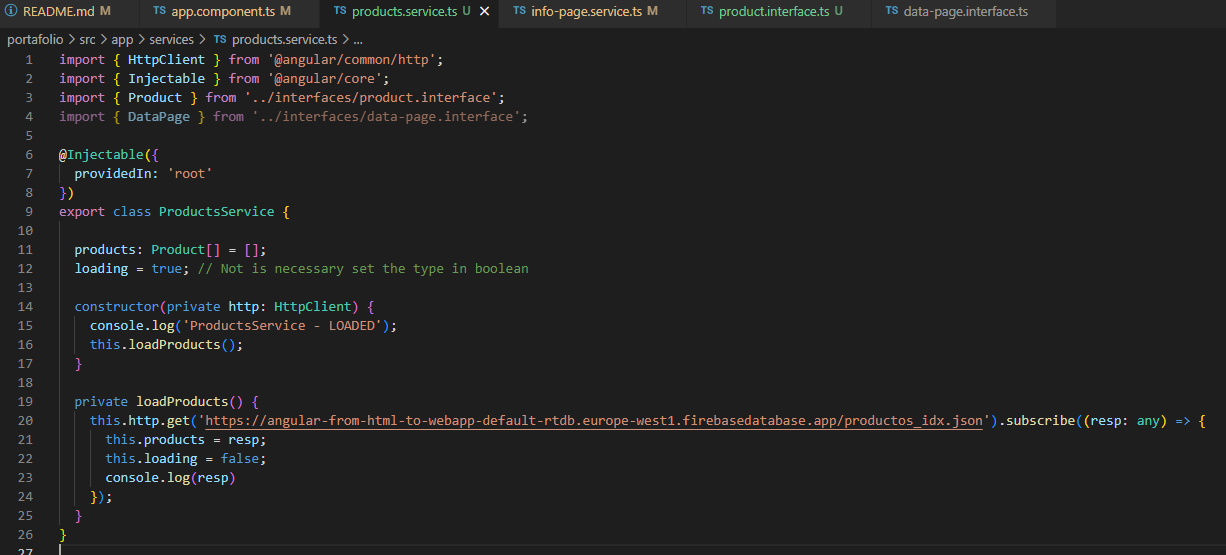 README.md M TS app.component.ts M TS products.service.ts U TS info-page.service.ts M TS product.interface.ts U TS data-page.interface.ts
portafolio > src > app > services > TS products.service.ts > ...
1 import { HttpClient } from '@angular/common/http';
2 import { Injectable } from '@angular/core';
3 import { Product } from '../interfaces/product.interface';
4 import { DataPage } from '../interfaces/data-page.interface';
5
6 @Injectable({
7   providedIn: 'root'
8 })
9 export class ProductsService {
10
11   products: Product[] = [];
12   loading = true; // Not is necessary set the type in boolean
13
14   constructor(private http: HttpClient) {
15     console.log('ProductsService - LOADED');
16     this.loadProducts();
17   }
18
19   private loadProducts() {
20     this.http.get('https://angular-from-html-to-webapp-default-rtdb.europe-west1.firebasedatabase.app/productos_idx.json').subscribe((resp: any) => {
21       this.products = resp;
22       this.loading = false;
23       console.log(resp)
24     });
25   }
26 }
27